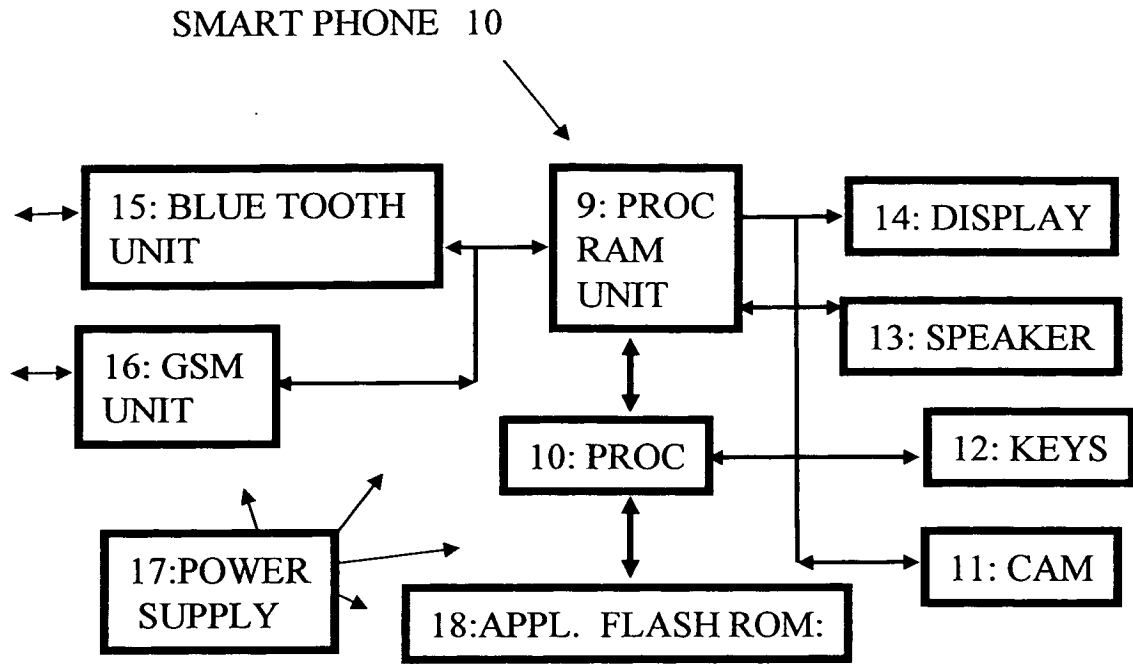 SMART PHONE 10
15: BLUE TOOTH
UNIT
9: PROC
RAM
UNIT
14: DISPLAY
13: SPEAKER
16: GSM
UNIT
10: PROC
12: KEYS
17:POWER
SUPPLY
11: CAM
18:APPL. FLASH ROM: